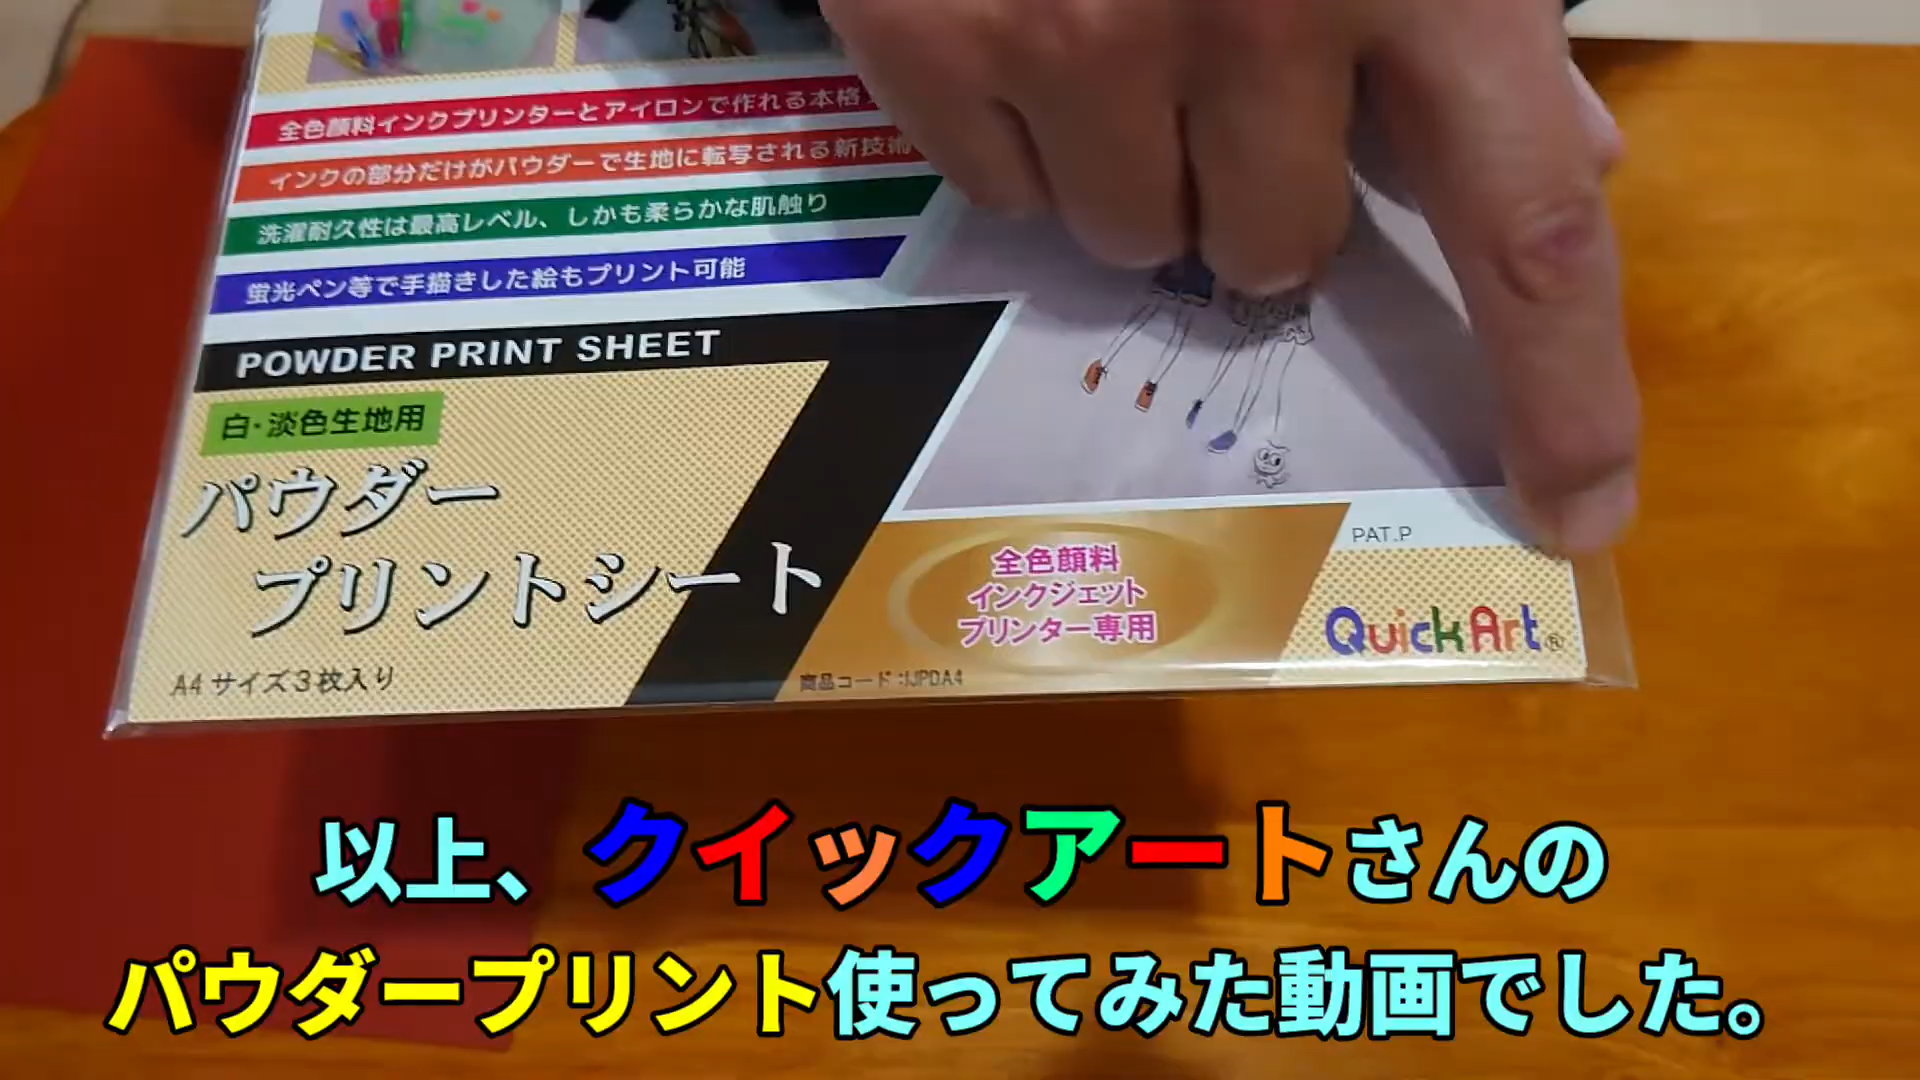 全色顔料インクプリンターとアイロンで作れる本格
インクの部分だけがパウダーで生地に転写される新技術
洗濯耐久性は最高レベル、しかも柔らかな肌触り
蛍光ペン等で手描きした絵もプリント可能
POWDER PRINT SHEET
白・淡色生地用
パウダー
プリントシート
A4 サイズ3枚入り
全色顔料
インクジェット
プリンター専用
商品コード:IJPDA4
PAT.P
QuickArt®
以上、クイックアートさんの
パウダープリント使ってみた動画でした。